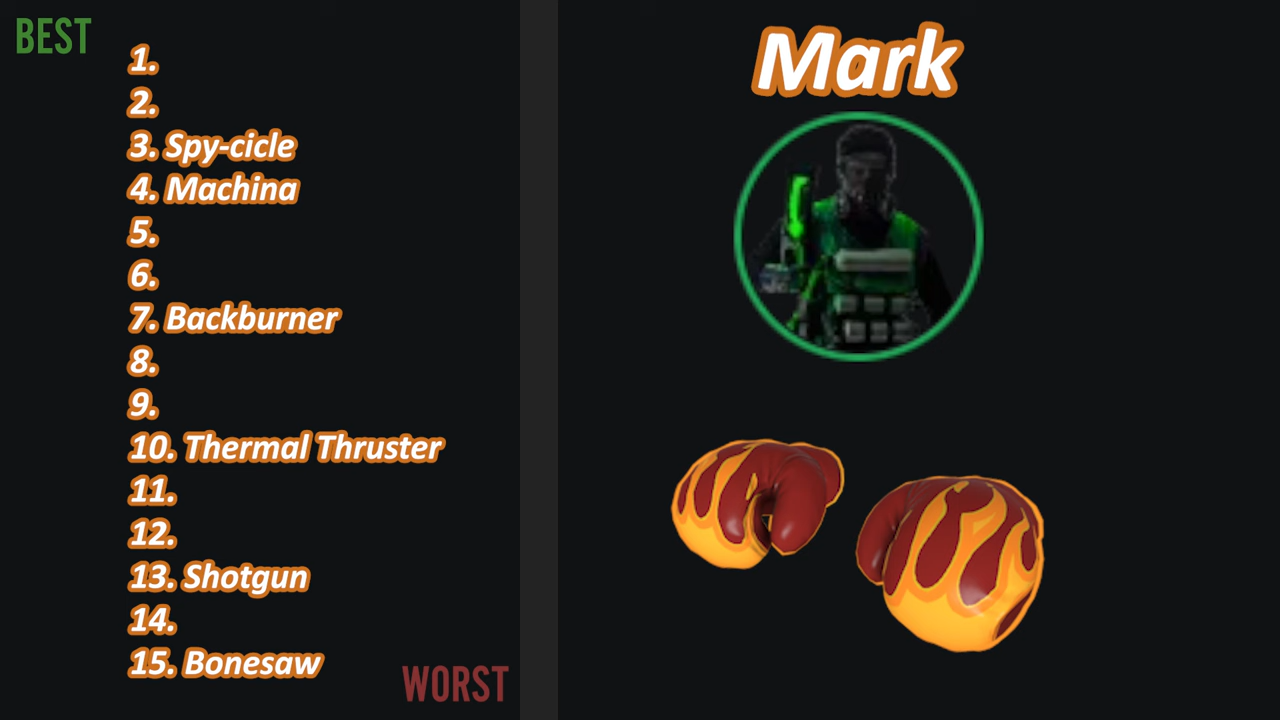 BEST
1.
2.
3. Spy-cicle
4. Machina
5.
6.
7. Backburner
8.
9.
10. Thermal Thruster
11.
12.
13. Shotgun
14.
15. Bonesaw
WORST
Mark